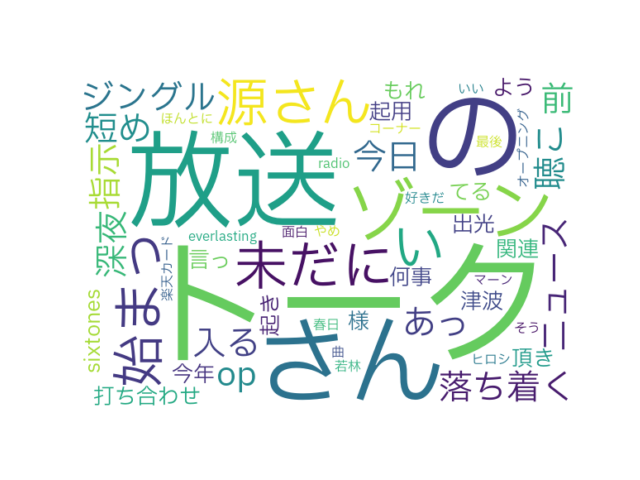 ジングル
源さん
もれ
いい
よう
前
短め
ほんとに
起用
コーナー
の
オープニング
構成
今日
最後
聴こ
指示
放送
radio
ゾーン
好きだ
てる
深夜
everlasting
面白
やめ
い
出光
関連
ニュース
始まっ
楽天カード
言っ
未だに
何事
マーン
津波
トーク
sixtones
入る
起き
春日
様
あっ
そう
さん
曲
ヒロシ
頂き
今年
op
若林
落ち着く
打ち合わせ